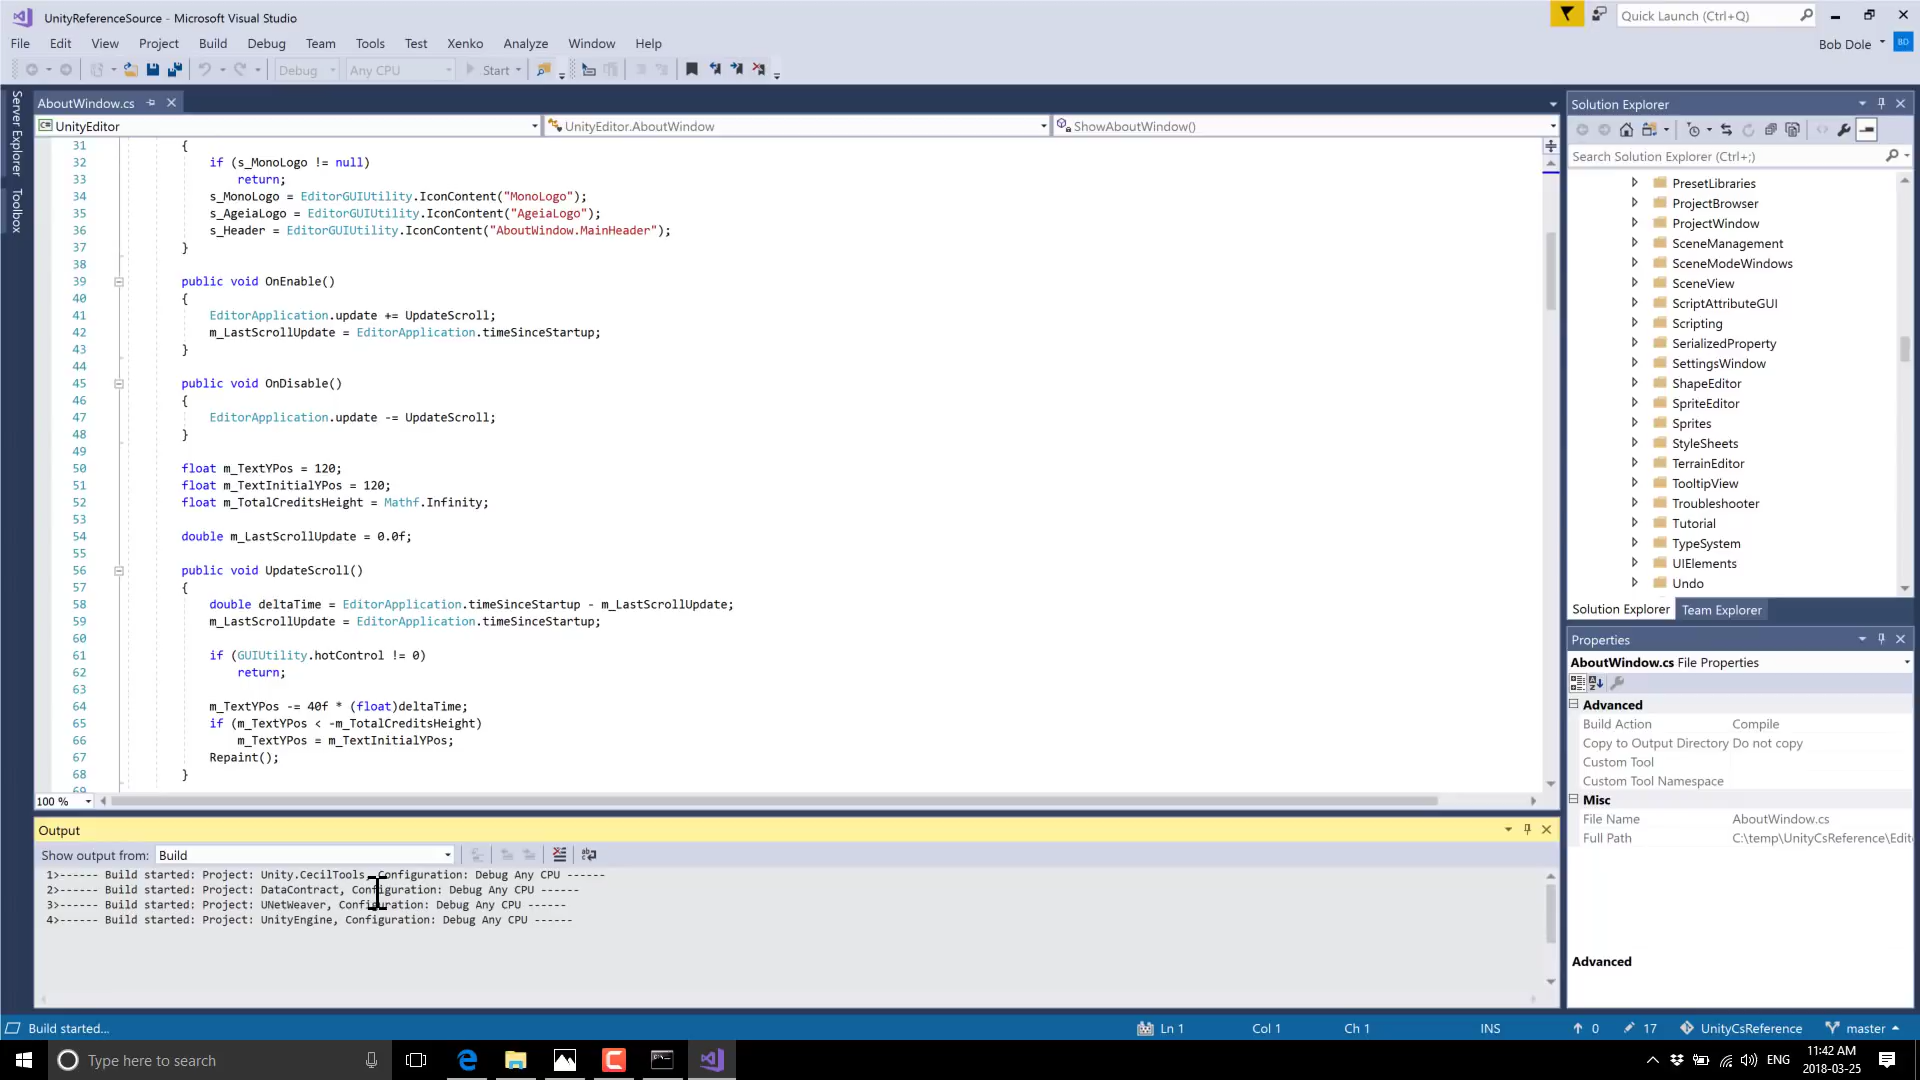 UnityReferenceSource - Microsoft Visual Studio
Quick Launch (Ctrl+Q)
File Edit View Project Build Debug Team Tools Test Xenko Analyze Window Help
Bob Dole BD
Debug Any CPU Start
Server Explorer
Toolbox
AboutWindow.cs
UnityEditor UnityEditor.AboutWindow ShowAboutWindow()
31 {
32 if (s_MonoLogo != null)
33 return;
34 s_MonoLogo = EditorGUIUtility.IconContent("MonoLogo");
35 s_AgeiaLogo = EditorGUIUtility.IconContent("AgeiaLogo");
36 s_Header = EditorGUIUtility.IconContent("AboutWindow.MainHeader");
37 }
38
39 public void OnEnable()
40 {
41 EditorApplication.update += UpdateScroll;
42 m_LastScrollUpdate = EditorApplication.timeSinceStartup;
43 }
44
45 public void OnDisable()
46 {
47 EditorApplication.update -= UpdateScroll;
48 }
49
50 float m_TextYPos = 120;
51 float m_TextInitialYPos = 120;
52 float m_TotalCreditsHeight = Mathf.Infinity;
53
54 double m_LastScrollUpdate = 0.0f;
55
56 public void UpdateScroll()
57 {
58 double deltaTime = EditorApplication.timeSinceStartup - m_LastScrollUpdate;
59 m_LastScrollUpdate = EditorApplication.timeSinceStartup;
60
61 if (GUIUtility.hotControl != 0)
62 return;
63
64 m_TextYPos -= 40f * (float)deltaTime;
65 if (m_TextYPos < -m_TotalCreditsHeight)
66 m_TextYPos = m_TextInitialYPos;
67 Repaint();
68 }
69
100 %
Output
Show output from: Build
1>------ Build started: Project: Unity.CecilTools, Configuration: Debug Any CPU ------
2>------ Build started: Project: DataContract, Configuration: Debug Any CPU ------
3>------ Build started: Project: UNetWeaver, Configuration: Debug Any CPU ------
4>------ Build started: Project: UnityEngine, Configuration: Debug Any CPU ------
Solution Explorer
Search Solution Explorer (Ctrl+;)
PresetLibraries
ProjectBrowser
ProjectWindow
SceneManagement
SceneModeWindows
SceneView
ScriptAttributeGUI
Scripting
SerializedProperty
SettingsWindow
ShapeEditor
SpriteEditor
Sprites
StyleSheets
TerrainEditor
TooltipView
Troubleshooter
Tutorial
TypeSystem
UIElements
Undo
Solution Explorer Team Explorer
Properties
AboutWindow.cs File Properties
Advanced
Build Action Compile
Copy to Output Directory Do not copy
Custom Tool
Custom Tool Namespace
Misc
File Name AboutWindow.cs
Full Path C:\temp\UnityCsReference\Edit
Advanced
Build started... Ln 1 Col 1 Ch 1 INS 0 17 UnityCsReference master
Type here to search
ENG
11:42 AM
2018-03-25